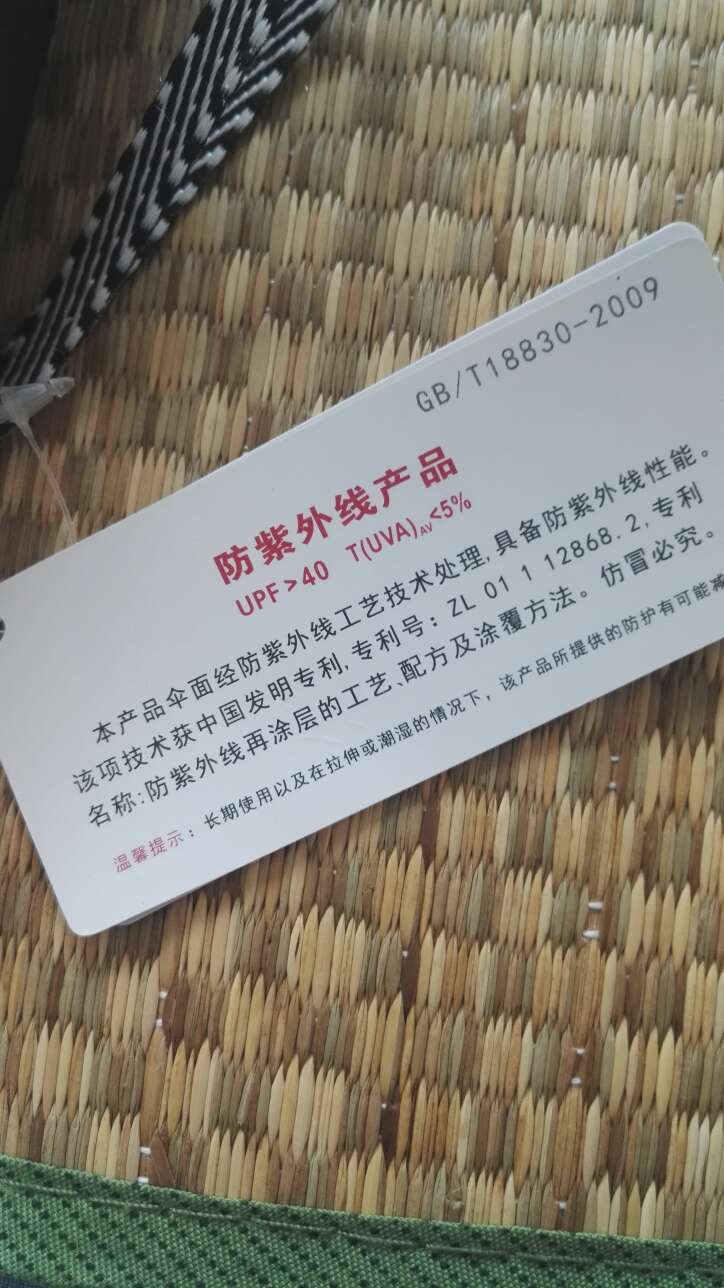 GB/T18830-2009
防紫外线产品
UPF>40 T(UVA)AV<5%
本产品伞面经防紫外线工艺技术处理,具备防紫外线性能。
该项技术获中国发明专利,专利号：ZL 01 1 12868.2,专利
名称:防紫外线再涂层的工艺、配方及涂覆方法。仿冒必究。
温馨提示：长期使用以及在拉伸或潮湿的情况下，该产品所提供的防护有可能减